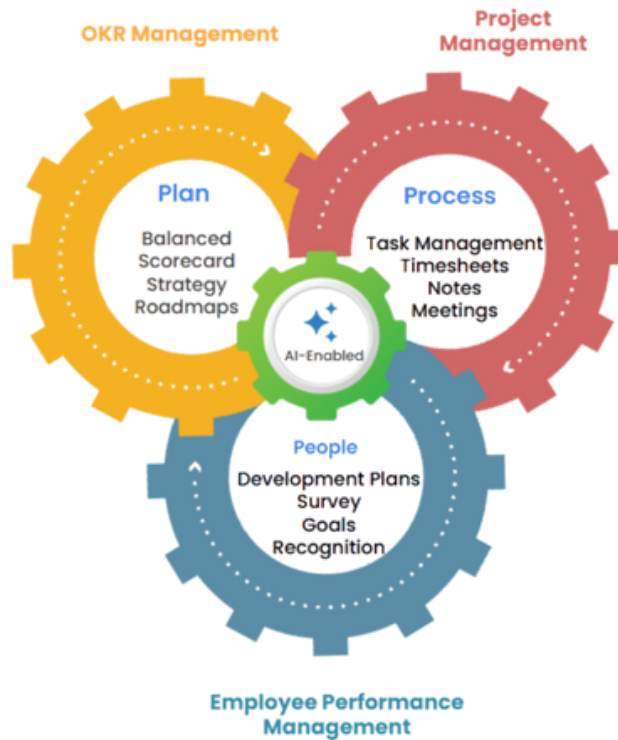 OKR Management
Project
Management
Plan
Balanced
Scorecard
Strategy
Roadmaps
Process
Task Management
Timesheets
Notes
Meetings
AI-Enabled
People
Development Plans
Survey
Goals
Recognition
Employee Performance
Management